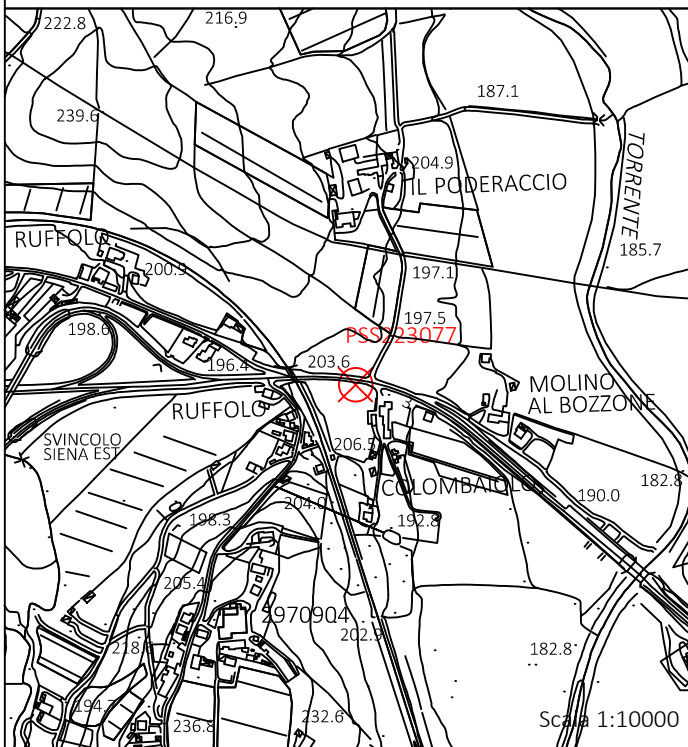 222.8
216.9
187.1
239.6
204.9
IL PODERACCIO
TORRENTE
185.7
RUFFOLO
200.9
197.1
197.5
198.6
PSS223077
203.6
196.4
MOLINO
AL BOZZONE
RUFFOLO
SVINCOLO
SIENA EST
206.5
182.8
COLOMBAIOLO
190.0
204.0
198.3
192.8
205.4
2970904
202.9
182.8
194.7
236.8
232.6
Scala 1:10000